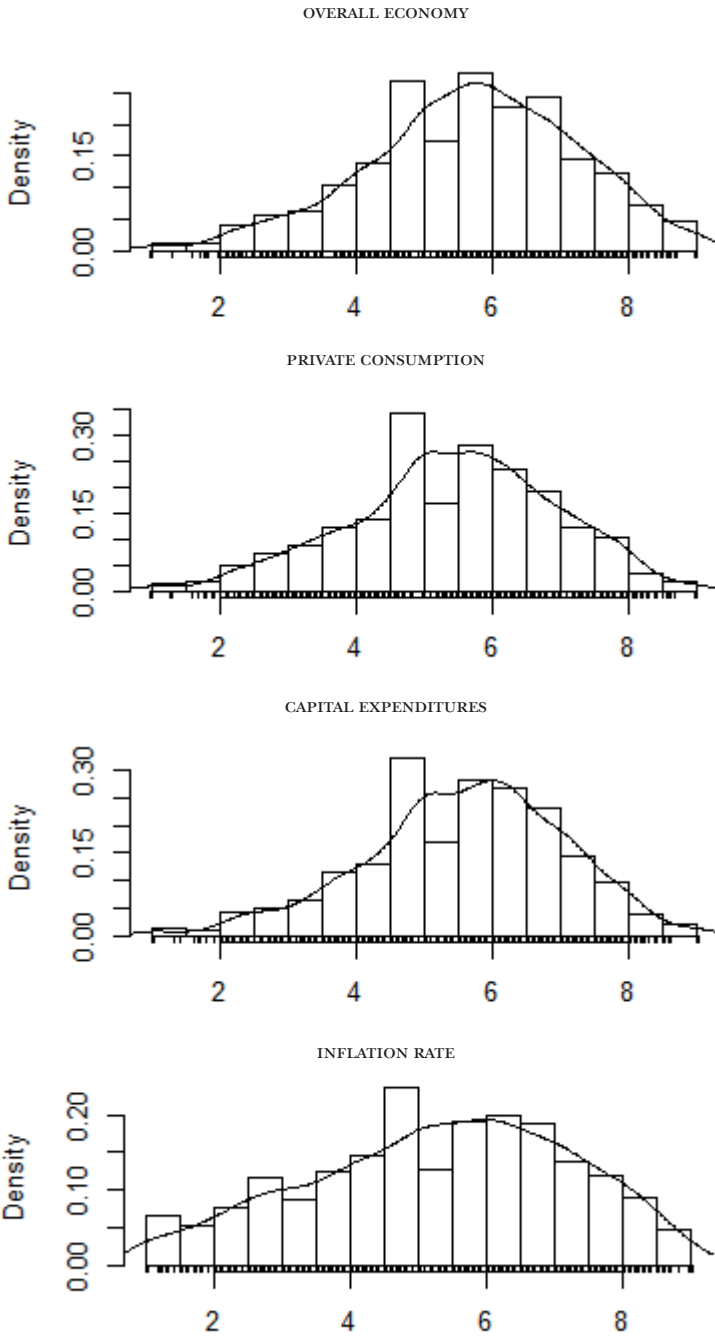 OVERALL ECONOMY
Density
0.00 0.15
2 4 6 8
PRIVATE CONSUMPTION
Density
0.00 0.15 0.30
2 4 6 8
CAPITAL EXPENDITURES
Density
0.00 0.15 0.30
2 4 6 8
INFLATION RATE
Density
0.00 0.10 0.20
2 4 6 8